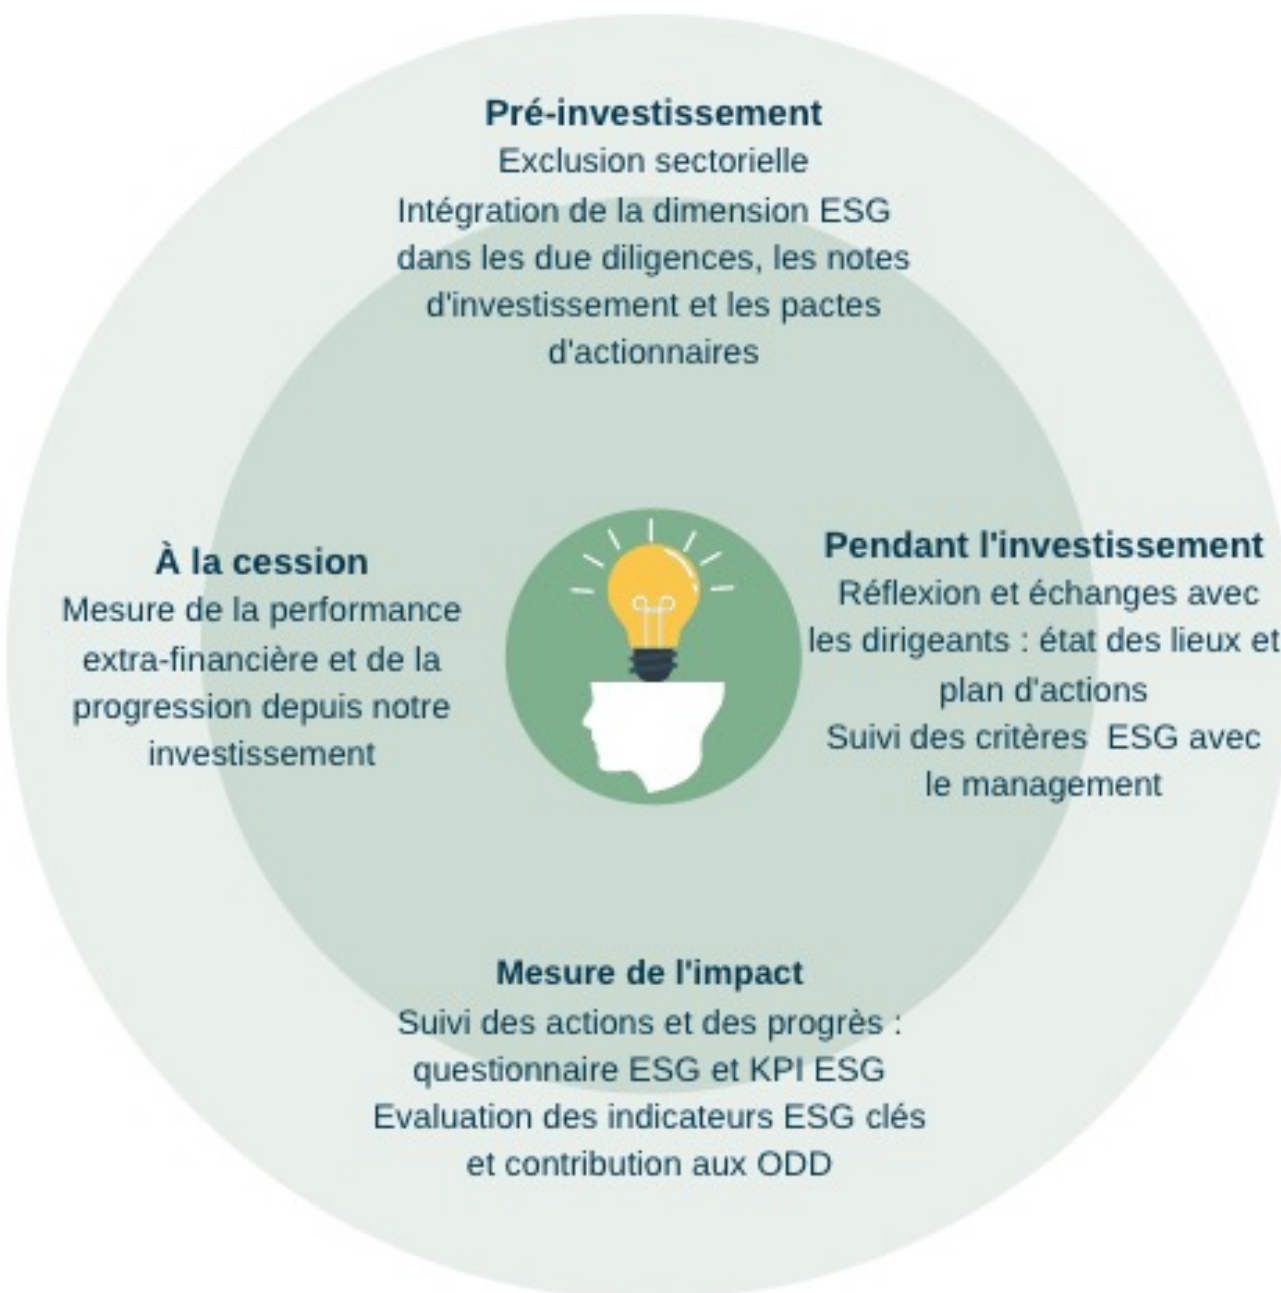 Pré-investissement
Exclusion sectorielle
Intégration de la dimension ESG
dans les due diligences, les notes
d'investissement et les pactes
d'actionnaires
Pendant l'investissement
Réflexion et échanges avec
les dirigeants : état des lieux et
plan d'actions
Suivi des critères  ESG avec
le management
Mesure de l'impact
Suivi des actions et des progrès :
questionnaire ESG et KPI ESG
Evaluation des indicateurs ESG clés
et contribution aux ODD
À la cession
Mesure de la performance
extra-financière et de la
progression depuis notre
investissement